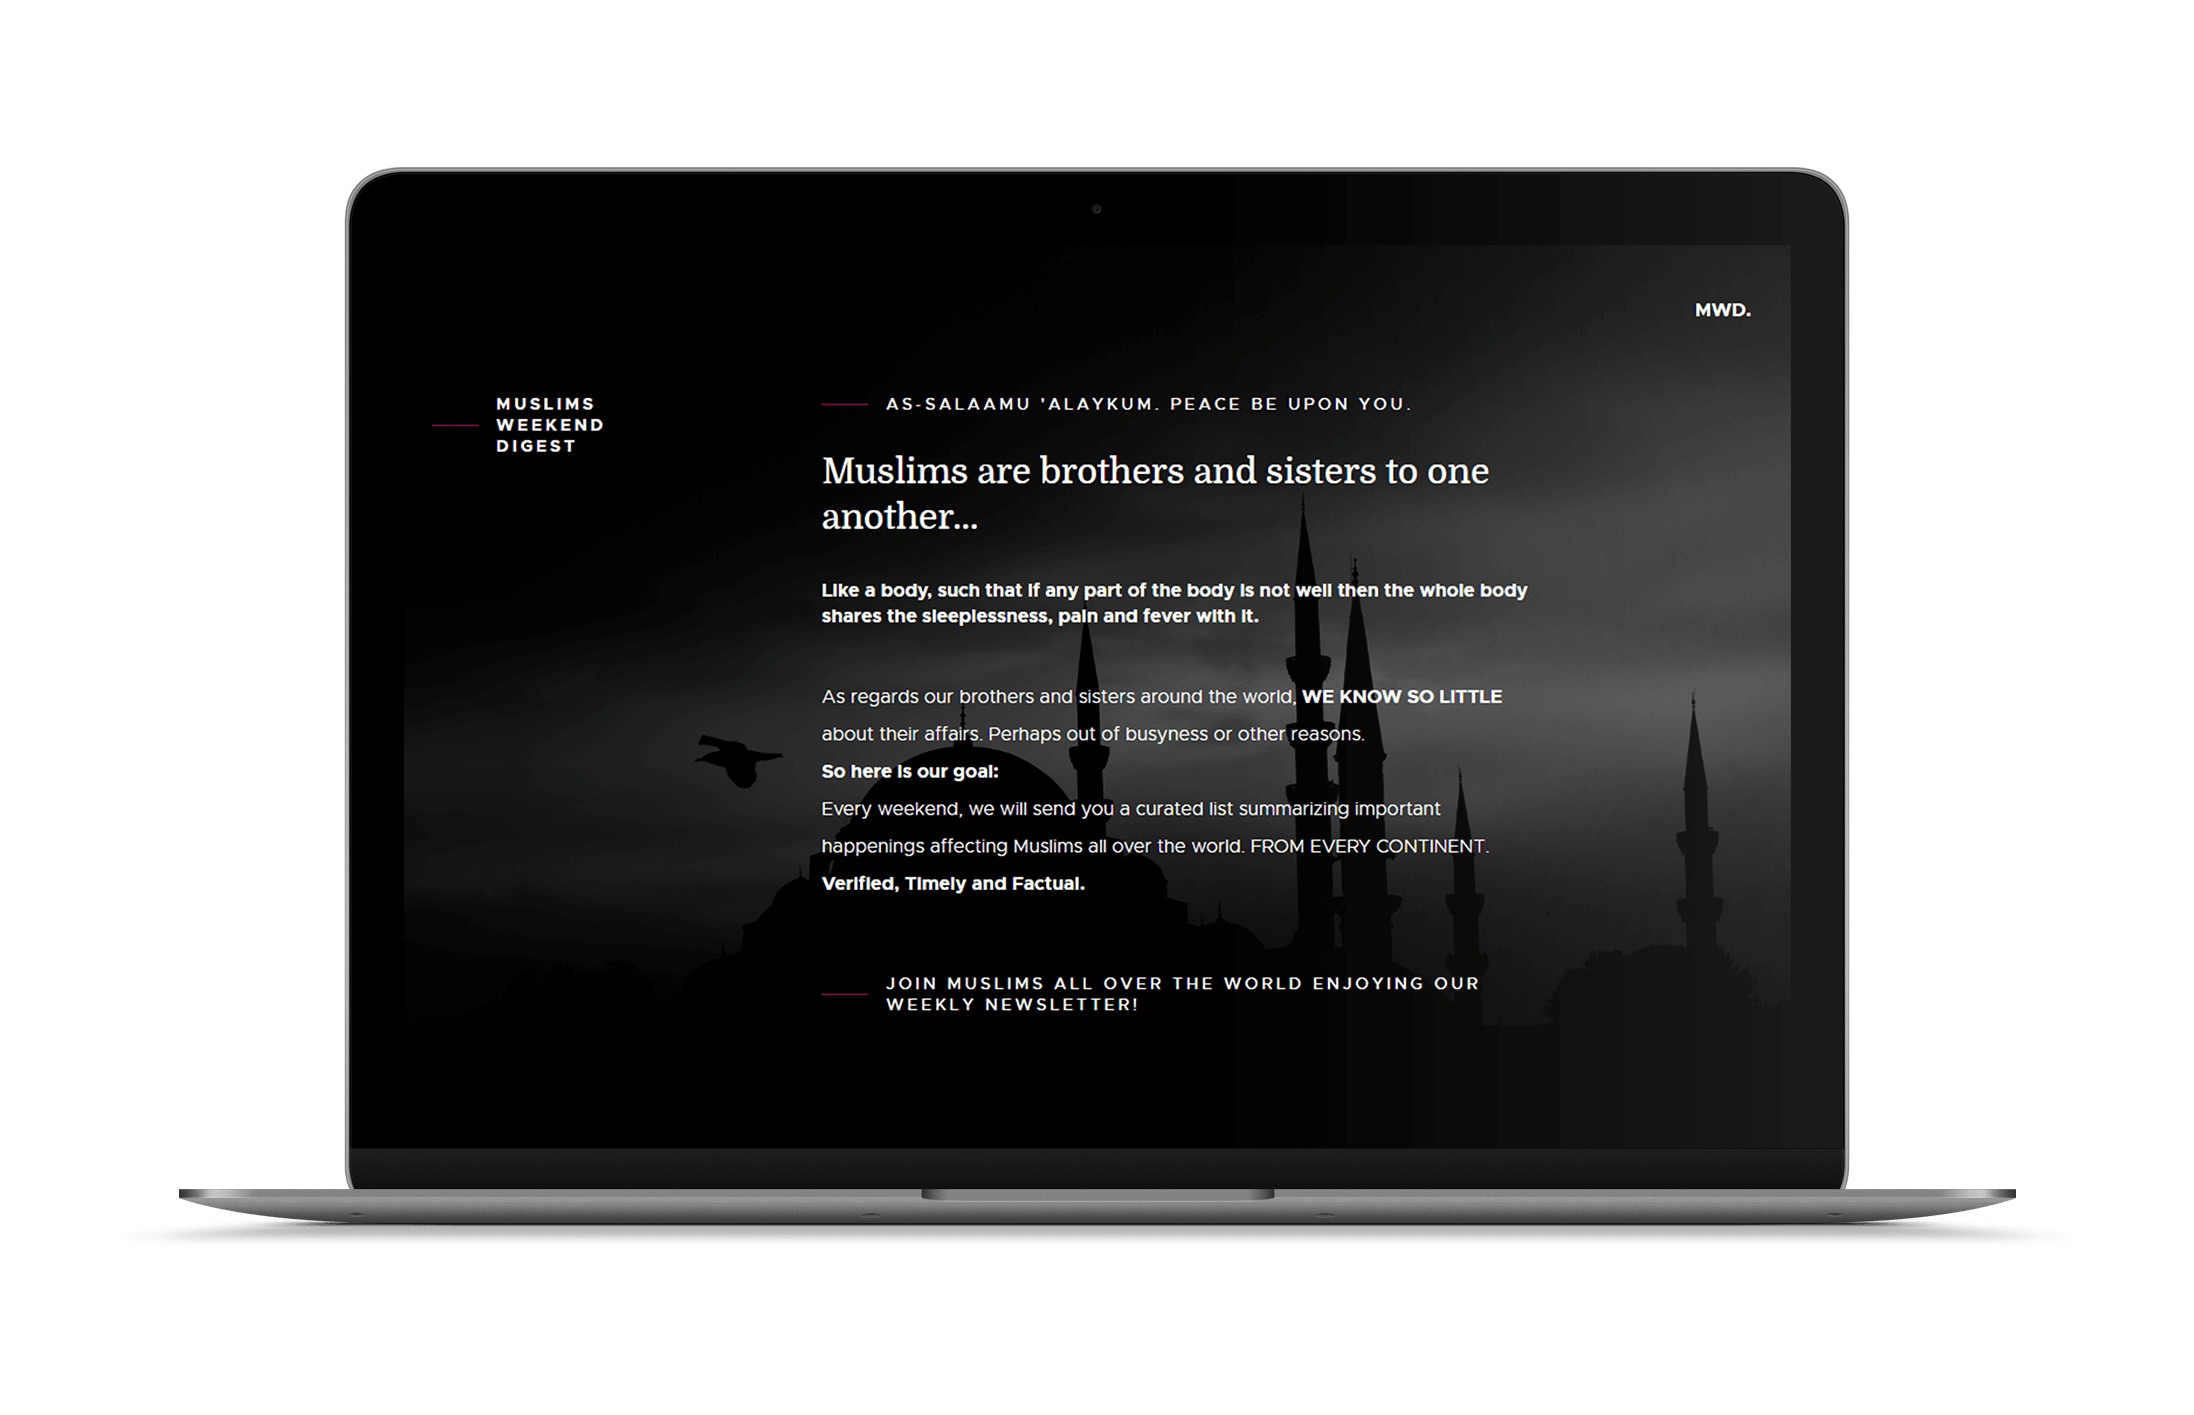 MWD.
MUSLIMS
WEEKEND
DIGEST
AS-SALAAMU 'ALAYKUM. PEACE BE UPON YOU.
Muslims are brothers and sisters to one
another...
Like a body, such that if any part of the body is not well then the whole body
shares the sleeplessness, pain and fever with it.
As regards our brothers and sisters around the world, WE KNOW SO LITTLE
about their affairs. Perhaps out of busyness or other reasons.
So here is our goal:
Every weekend, we will send you a curated list summarizing important
happenings affecting Muslims all over the world. FROM EVERY CONTINENT.
Verified, Timely and Factual.
JOIN MUSLIMS ALL OVER THE WORLD ENJOYING OUR
WEEKLY NEWSLETTER!